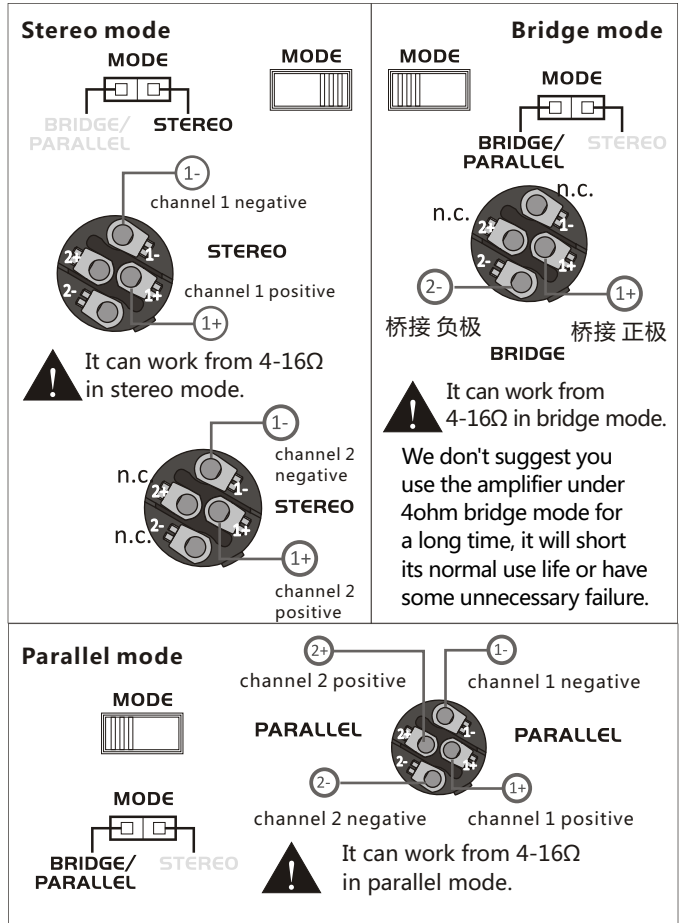 Stereo mode
MODE
BRIDGE/
PARALLEL
STEREO
MODE
1-
channel 1 negative
2+
1-
2-
1+
STEREO
channel 1 positive
1+
It can work from 4-16Ω
in stereo mode.
1-
channel 2
negative
n.c.
2+
1-
2-
1+
STEREO
n.c.
1+
channel 2
positive
Bridge mode
MODE
MODE
BRIDGE/
PARALLEL
STEREO
n.c.
n.c.
2+
1-
2-
1+
2-
1+
桥接 负极
桥接 正极
BRIDGE
It can work from
4-16Ω in bridge mode.
We don't suggest you
use the amplifier under
4ohm bridge mode for
a long time, it will short
its normal use life or have
some unnecessary failure.
Parallel mode
MODE
MODE
BRIDGE/
PARALLEL
STEREO
2+
channel 2 positive
1-
channel 1 negative
PARALLEL
2+
1-
2-
1+
PARALLEL
2-
channel 2 negative
1+
channel 1 positive
It can work from 4-16Ω
in parallel mode.